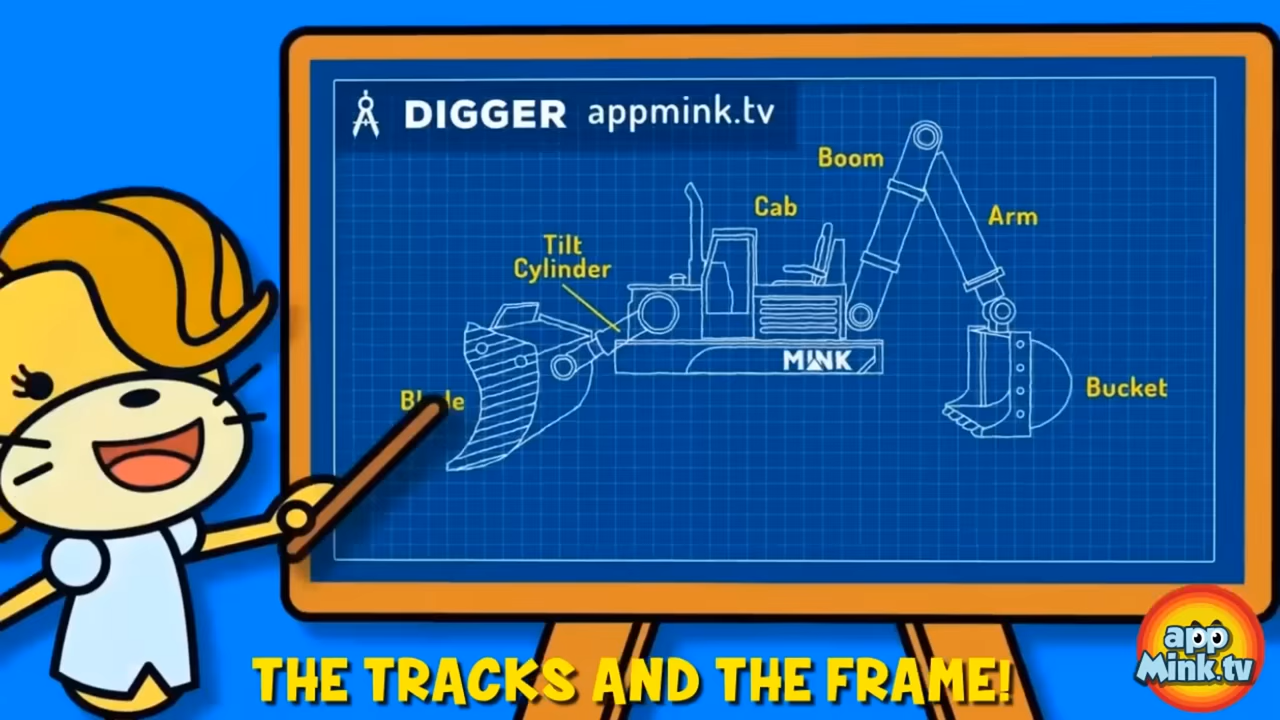 DIGGER appmink.tv
Boom
Cab
Arm
Tilt
Cylinder
Bucket
MINK
THE TRACKS AND THE FRAME!
app
Mink.tv